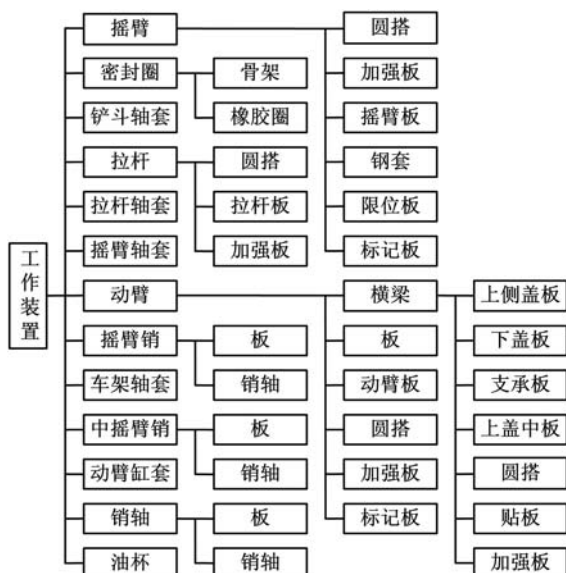 工作装置
摇臂
圆搭
密封圈
骨架
加强板
铲斗轴套
橡胶圈
摇臂板
拉杆
圆搭
钢套
拉杆轴套
拉杆板
限位板
摇臂轴套
加强板
标记板
动臂
横梁
上侧盖板
摇臂销
板
板
下盖板
车架轴套
销轴
动臂板
支承板
中摇臂销
板
圆搭
上盖中板
动臂缸套
销轴
加强板
圆搭
销轴
板
标记板
贴板
油杯
销轴
加强板